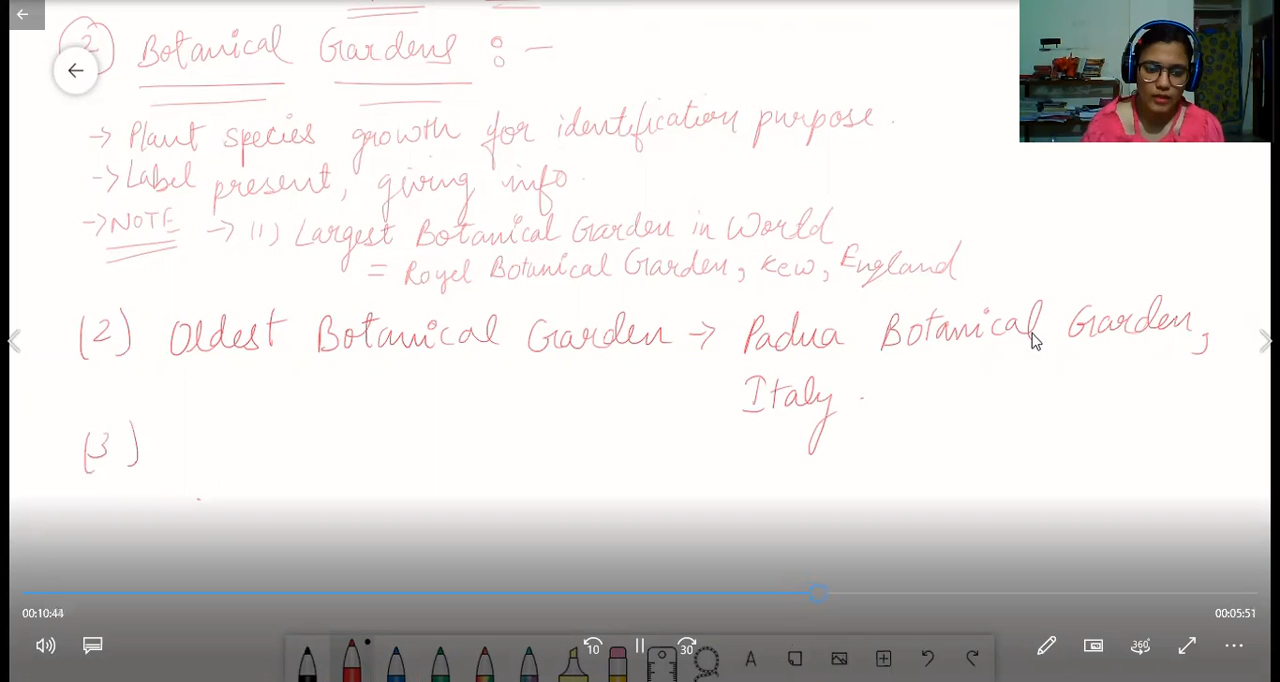 (2) Botanical Gardens :-
-> Plant species growth for identification purpose.
-> Label present, giving info.
-> NOTE -> (1) Largest Botanical Garden in World
= Royel Botanical Garden, Kew, England
(2) Oldest Botanical Garden -> Padua Botanical Garden,
Italy.
(3)
00:10:44
00:05:51
10
30
360
A